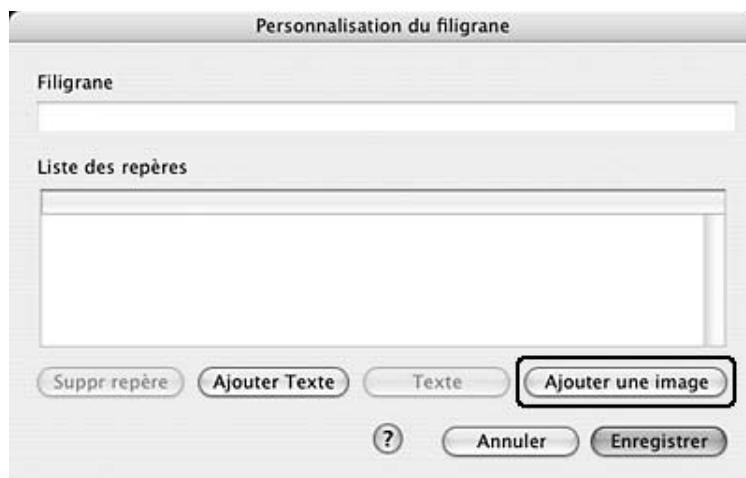 Personnalisation du filigrane
Filigrane
Liste des repères
Suppr repère Ajouter Texte Texte Ajouter une image
? Annuler Enregistrer